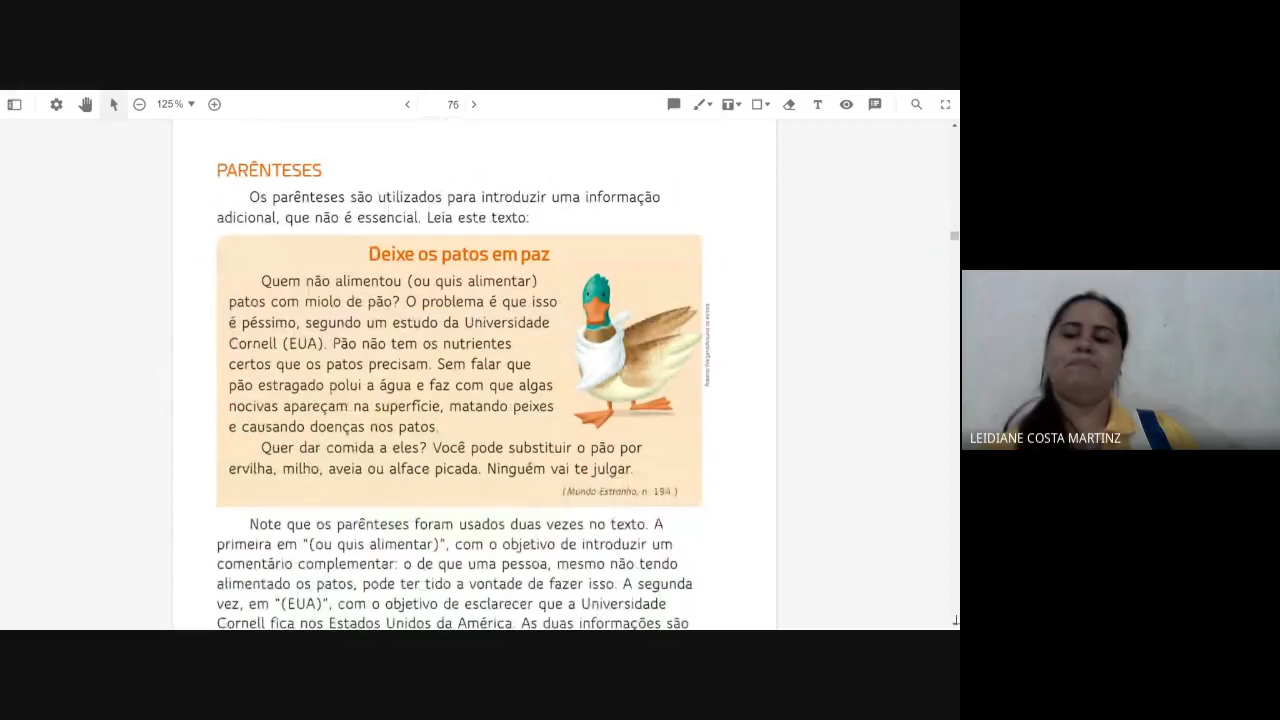 125%
76
PARÊNTESES
Os parênteses são utilizados para introduzir uma informação
adicional, que não é essencial. Leia este texto:
Deixe os patos em paz
Quem não alimentou (ou quis alimentar)
patos com miolo de pão? O problema é que isso
é péssimo, segundo um estudo da Universidade
Cornell (EUA). Pão não tem os nutrientes
certos que os patos precisam. Sem falar que
pão estragado polui a água e faz com que algas
nocivas apareçam na superfície, matando peixes
e causando doenças nos patos.
Quer dar comida a eles? Você pode substituir o pão por
ervilha, milho, aveia ou alface picada. Ninguém vai te julgar.
(Mundo Estranho, n. 194.)
Note que os parênteses foram usados duas vezes no texto. A
primeira em “(ou quis alimentar)”, com o objetivo de introduzir um
comentário complementar: o de que uma pessoa, mesmo não tendo
alimentado os patos, pode ter tido a vontade de fazer isso. A segunda
vez, em “(EUA)”, com o objetivo de esclarecer que a Universidade
Cornell fica nos Estados Unidos da América. As duas informações são
LEIDIANE COSTA MARTINZ